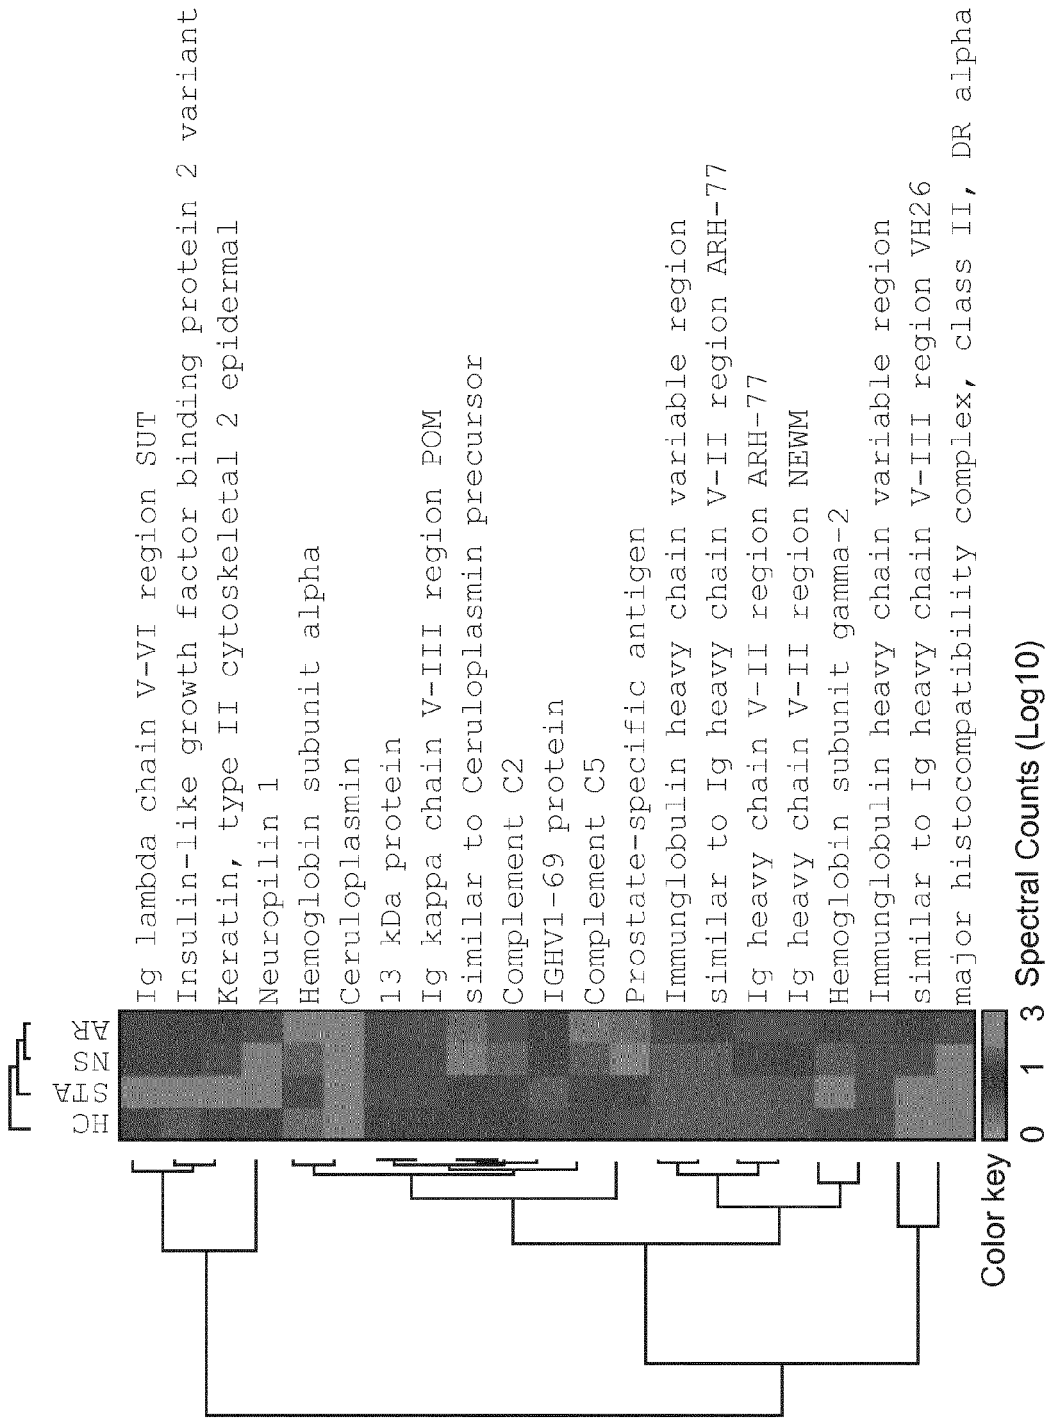 HC
STA
NS
AR
Ig lambda chain V-VI region SUT
Insulin-like growth factor binding protein 2 variant
Keratin, type II cytoskeletal 2 epidermal
Neuropilin 1
Hemoglobin subunit alpha
Ceruloplasmin
13 kDa protein
Ig kappa chain V-III region POM
similar to Ceruloplasmin precursor
Complement C2
IGHV1-69 protein
Complement C5
Prostate-specific antigen
Immunglobulin heavy chain variable region
similar to Ig heavy chain V-II region ARH-77
Ig heavy chain V-II region ARH-77
Ig heavy chain V-II region NEWM
Hemoglobin subunit gamma-2
Immunglobulin heavy chain variable region
similar to Ig heavy chain V-III region VH26
major histocompatibility complex, class II, DR alpha
Color key
0 1 3 Spectral Counts (Log10)